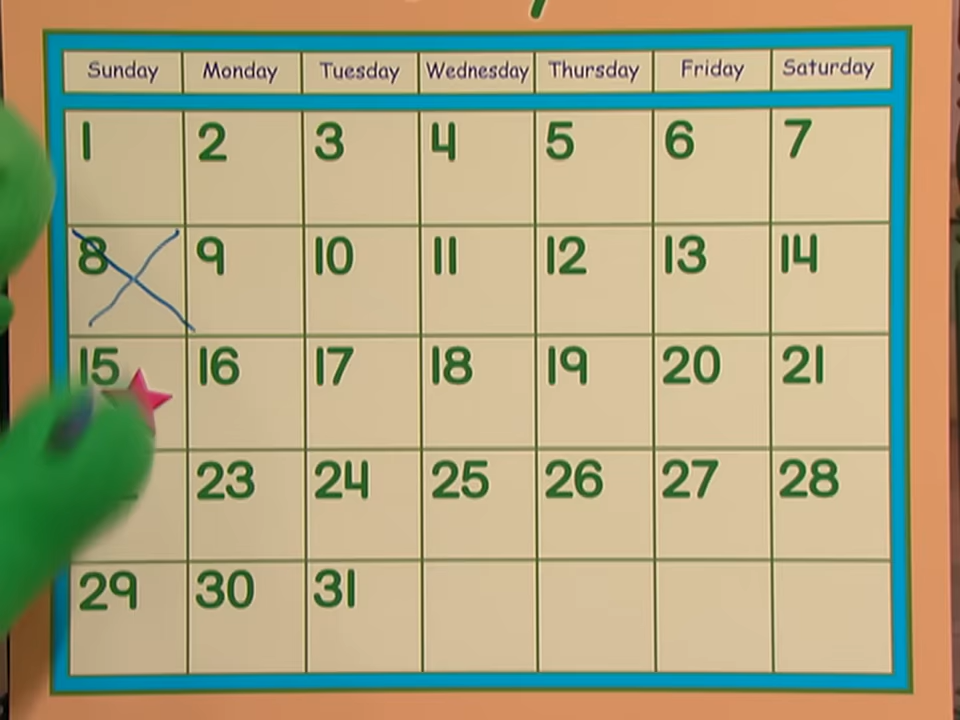 Sunday Monday Tuesday Wednesday Thursday Friday Saturday
1 2 3 4 5 6 7
8 9 10 11 12 13 14
15 16 17 18 19 20 21
23 24 25 26 27 28
29 30 31